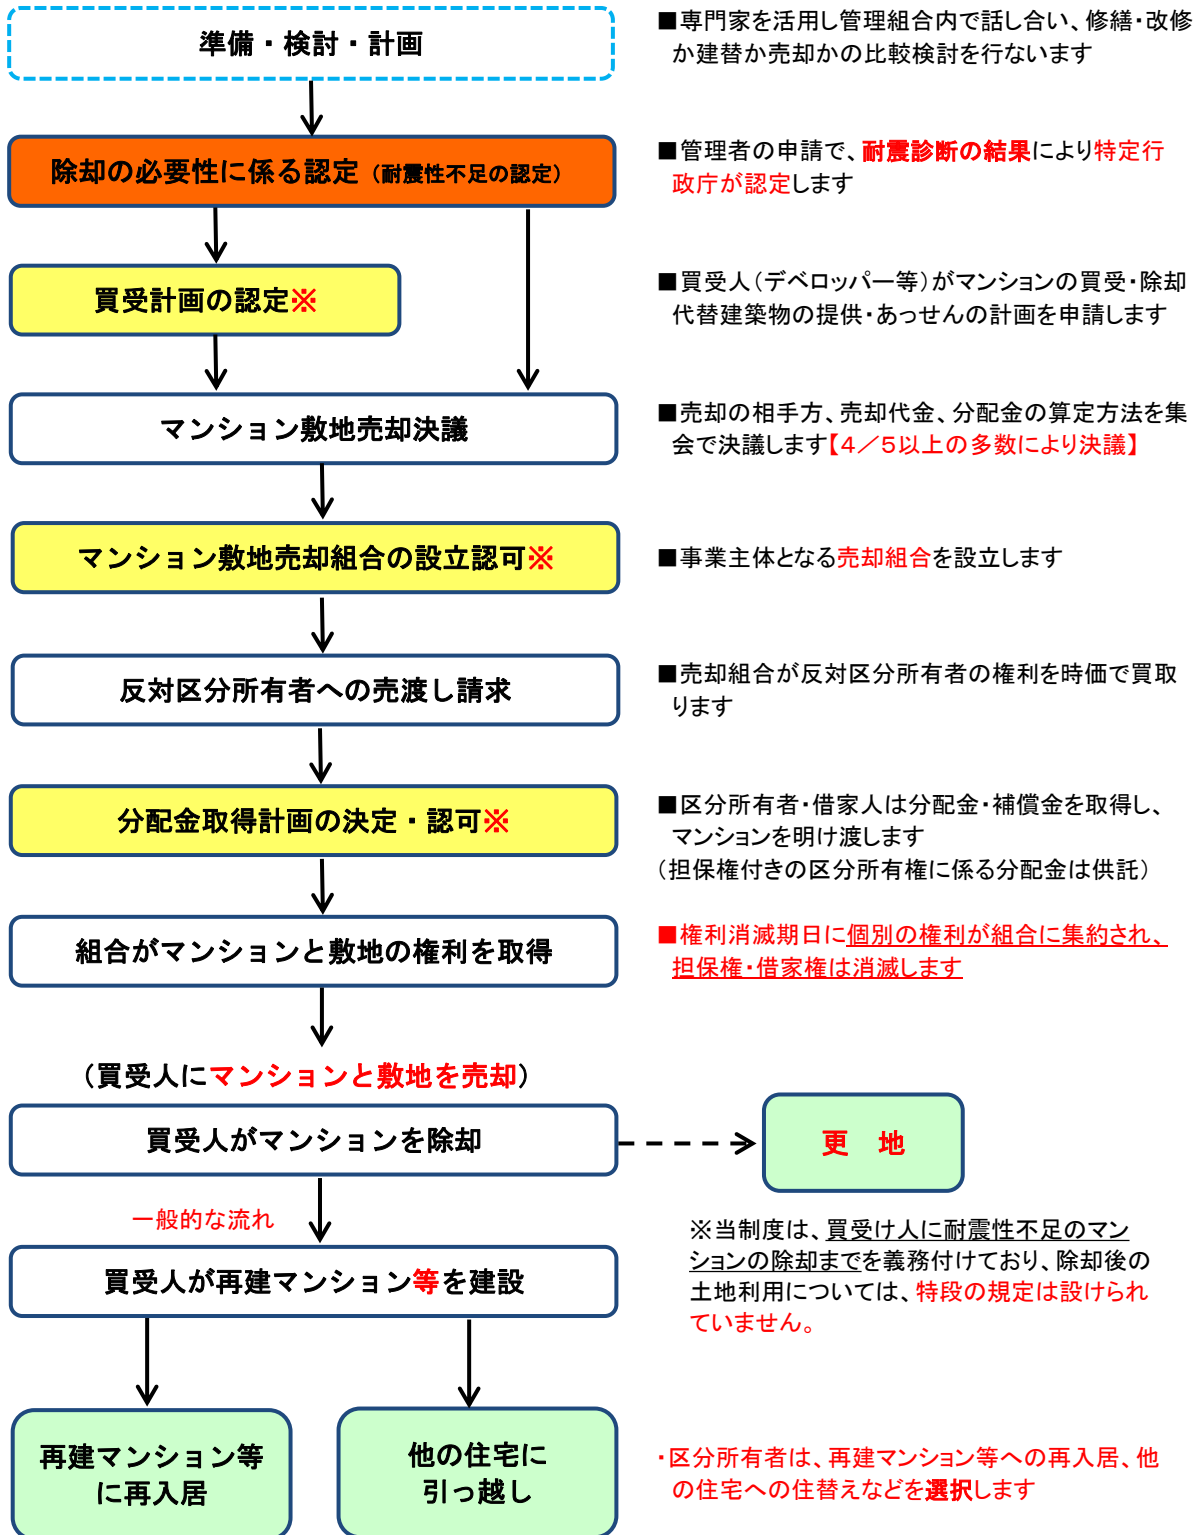 準備・検討・計画
■専門家を活用し管理組合内で話し合い、修繕・改修
か建替か売却かの比較検討を行ないます
除却の必要性に係る認定（耐震性不足の認定）
■管理者の申請で、耐震診断の結果により特定行
政庁が認定します
買受計画の認定※
■買受人（デベロッパー等）がマンションの買受・除却
代替建築物の提供・あっせんの計画を申請します
マンション敷地売却決議
■売却の相手方、売却代金、分配金の算定方法を集
会で決議します【４／５以上の多数により決議】
マンション敷地売却組合の設立認可※
■事業主体となる売却組合を設立します
反対区分所有者への売渡し請求
■売却組合が反対区分所有者の権利を時価で買取
ります
分配金取得計画の決定・認可※
■区分所有者・借家人は分配金・補償金を取得し、
マンションを明け渡します
（担保権付きの区分所有権に係る分配金は供託）
組合がマンションと敷地の権利を取得
■権利消滅期日に個別の権利が組合に集約され、
担保権・借家権は消滅します
（買受人にマンションと敷地を売却）
買受人がマンションを除却
更　地
一般的な流れ
※当制度は、買受け人に耐震性不足のマン
ションの除却までを義務付けており、除却後の
土地利用については、特段の規定は設けられ
ていません。
買受人が再建マンション等を建設
再建マンション等
に再入居
他の住宅に
引っ越し
・区分所有者は、再建マンション等への再入居、他
の住宅への住替えなどを選択します